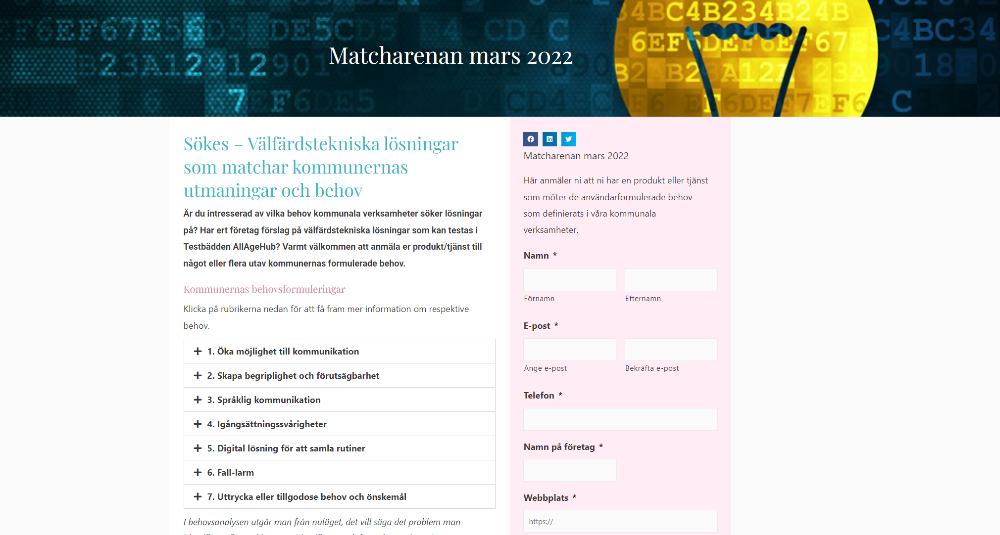 Matcharenan mars 2022
Sökes – Välfärdstekniska lösningar
som matchar kommunernas
utmaningar och behov
Är du intresserad av vilka behov kommunala verksamheter söker lösningar
på? Har ert företag förslag på välfärdstekniska lösningar som kan testas i
Testbädden AllAgeHub? Varmt välkommen att anmäla er produkt/tjänst till
något eller flera utav kommunernas formulerade behov.
Kommunernas behovsformuleringar
Klicka på rubrikerna nedan för att få fram mer information om respektive
behov.
1. Öka möjlighet till kommunikation
2. Skapa begriplighet och förutsägbarhet
3. Språklig kommunikation
4. Igångsättningssvårigheter
5. Digital lösning för att samla rutiner
6. Fall-larm
7. Uttrycka eller tillgodose behov och önskemål
I behovsanalysen utgår man från nuläget, det vill säga det problem man
Matcharenan mars 2022
Här anmäler ni att ni har en produkt eller tjänst
som möter de användarformulerade behov
som definierats i våra kommunala
verksamheter.
Namn *
Förnamn Efternamn
E-post *
Ange e-post Bekräfta e-post
Telefon *
Namn på företag *
Webbplats *
https://